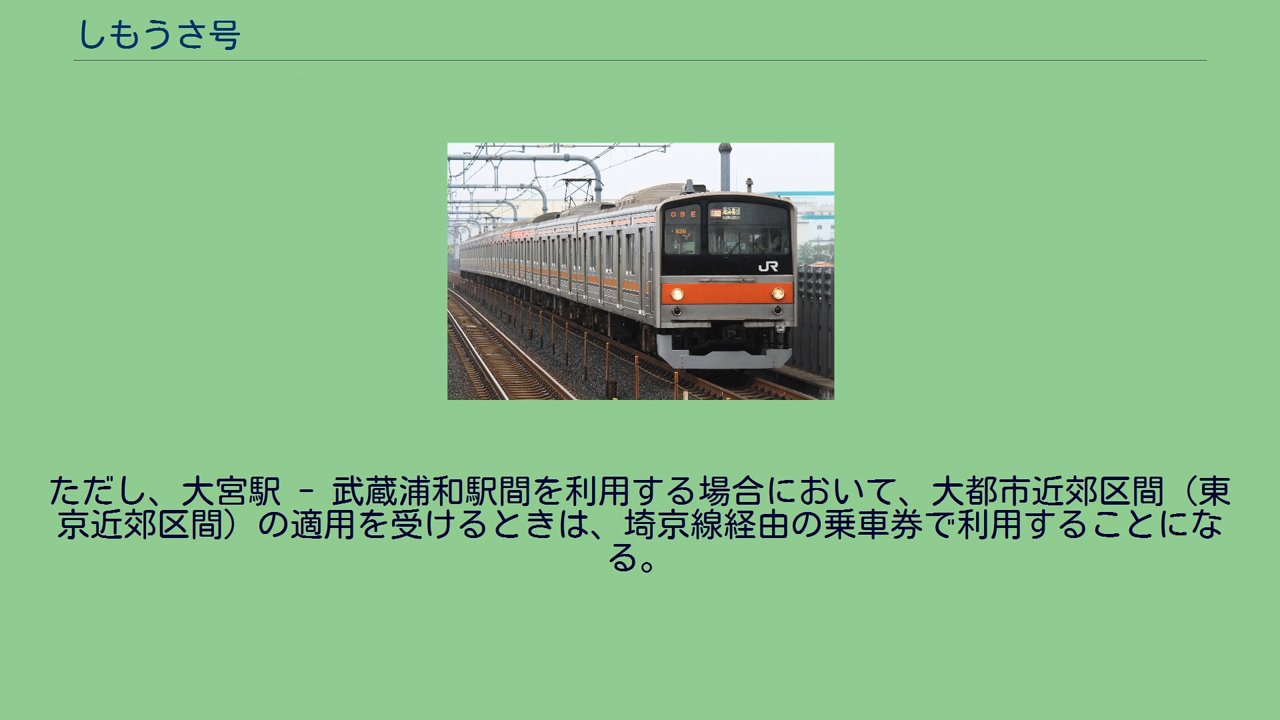 しもうさ号
JR
ただし、大宮駅 - 武蔵浦和駅間を利用する場合において、大都市近郊区間（東
京近郊区間）の適用を受けるときは、埼京線経由の乗車券で利用することにな
る。